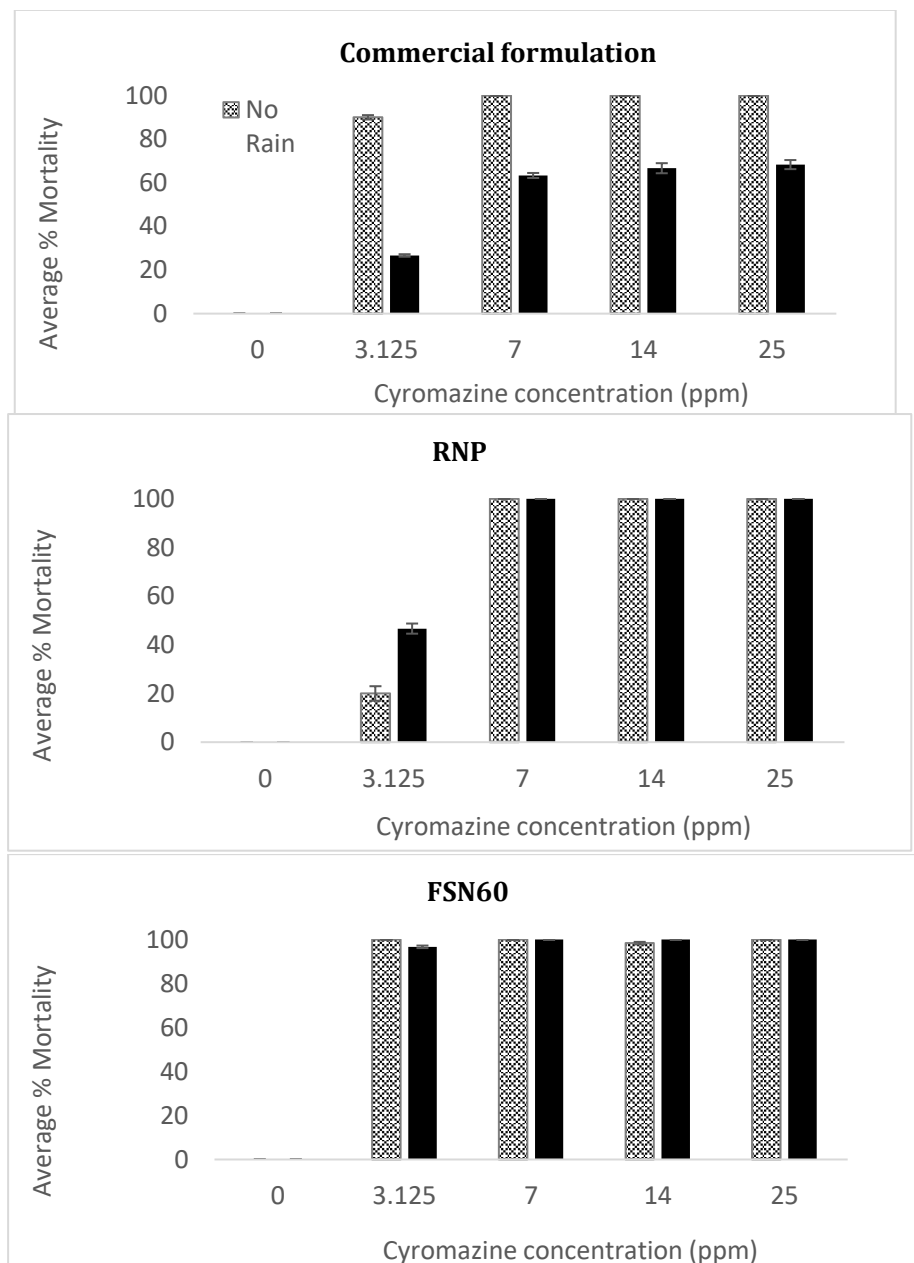 Commercial formulation
Average % Mortality
100
80
60
40
20
0
No
Rain
0 3.125 7 14 25
Cyromazine concentration (ppm)
RNP
Average % Mortality
100
80
60
40
20
0
0 3.125 7 14 25
Cyromazine concentration (ppm)
FSN60
Average % Mortality
100
80
60
40
20
0
0 3.125 7 14 25
Cyromazine concentration (ppm)